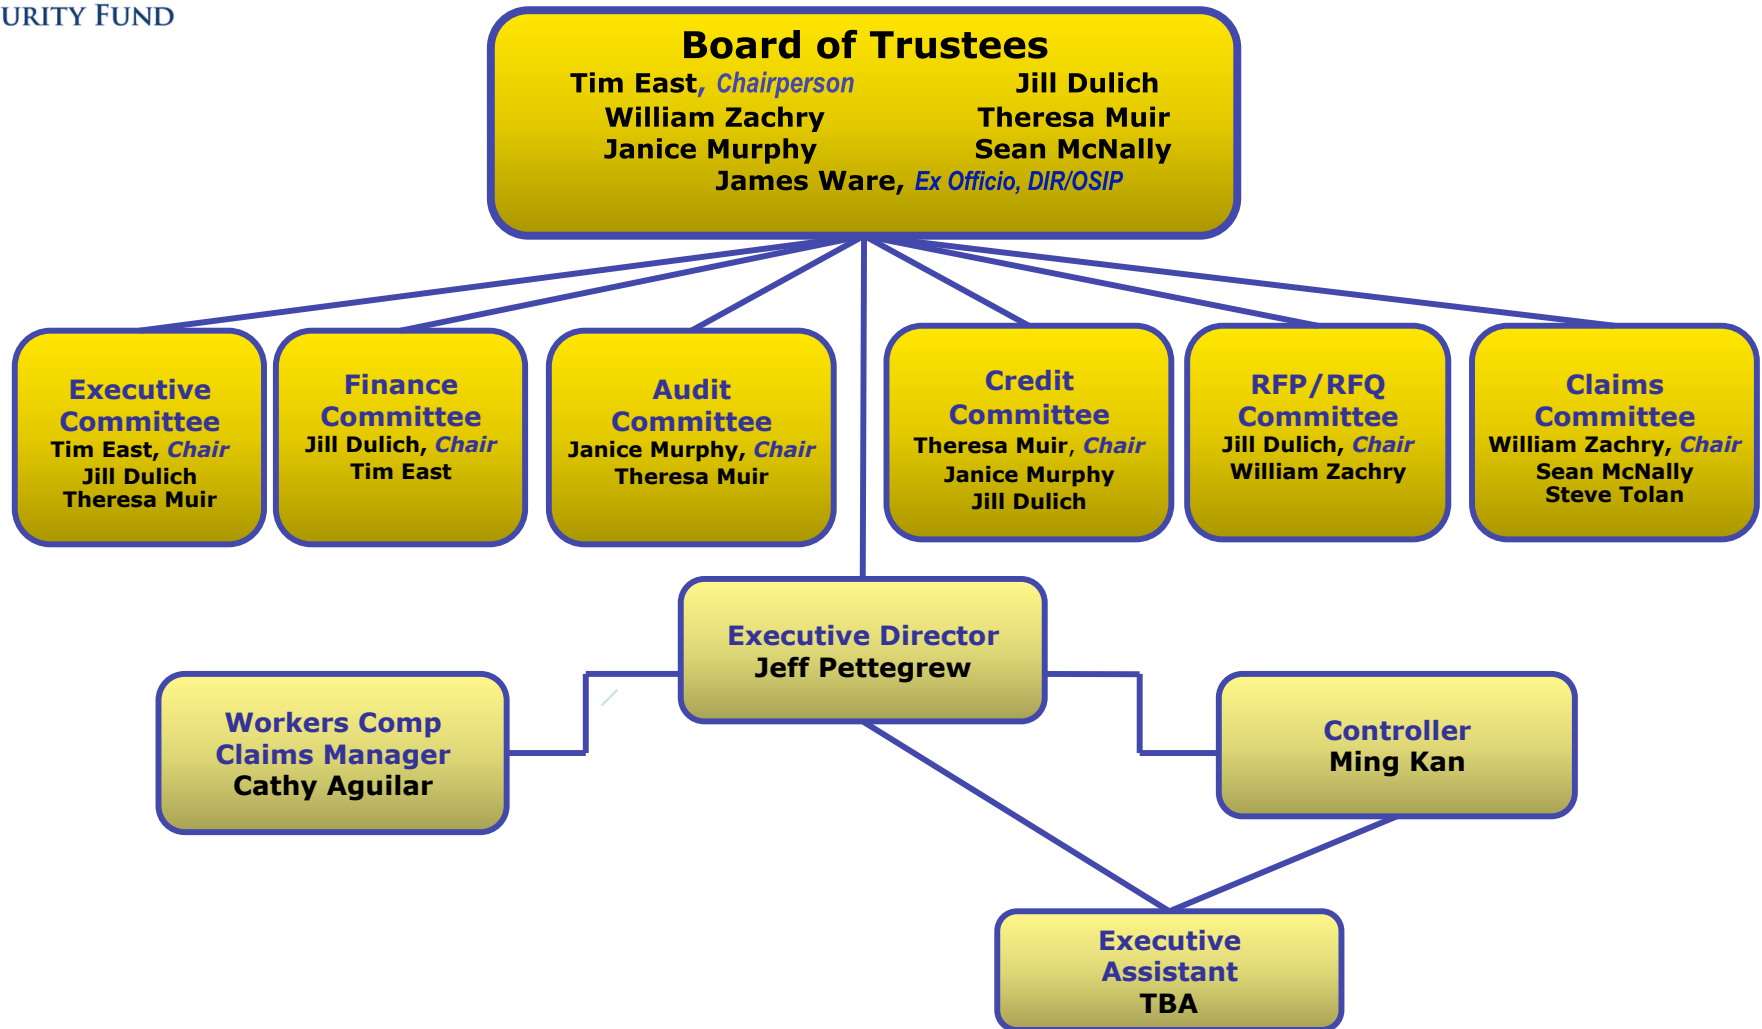 URITY FUND
Board of Trustees
Tim East, Chairperson
Jill Dulich
William Zachry
Theresa Muir
Janice Murphy
Sean McNally
James Ware, Ex Officio, DIR/OSIP
Executive
Committee
Tim East, Chair
Jill Dulich
Theresa Muir
Finance
Committee
Jill Dulich, Chair
Tim East
Audit
Committee
Janice Murphy, Chair
Theresa Muir
Credit
Committee
Theresa Muir, Chair
Janice Murphy
Jill Dulich
RFP/RFQ
Committee
Jill Dulich, Chair
William Zachry
Claims
Committee
William Zachry, Chair
Sean McNally
Steve Tolan
Executive Director
Jeff Pettegrew
Workers Comp
Claims Manager
Cathy Aguilar
Controller
Ming Kan
Executive
Assistant
TBA